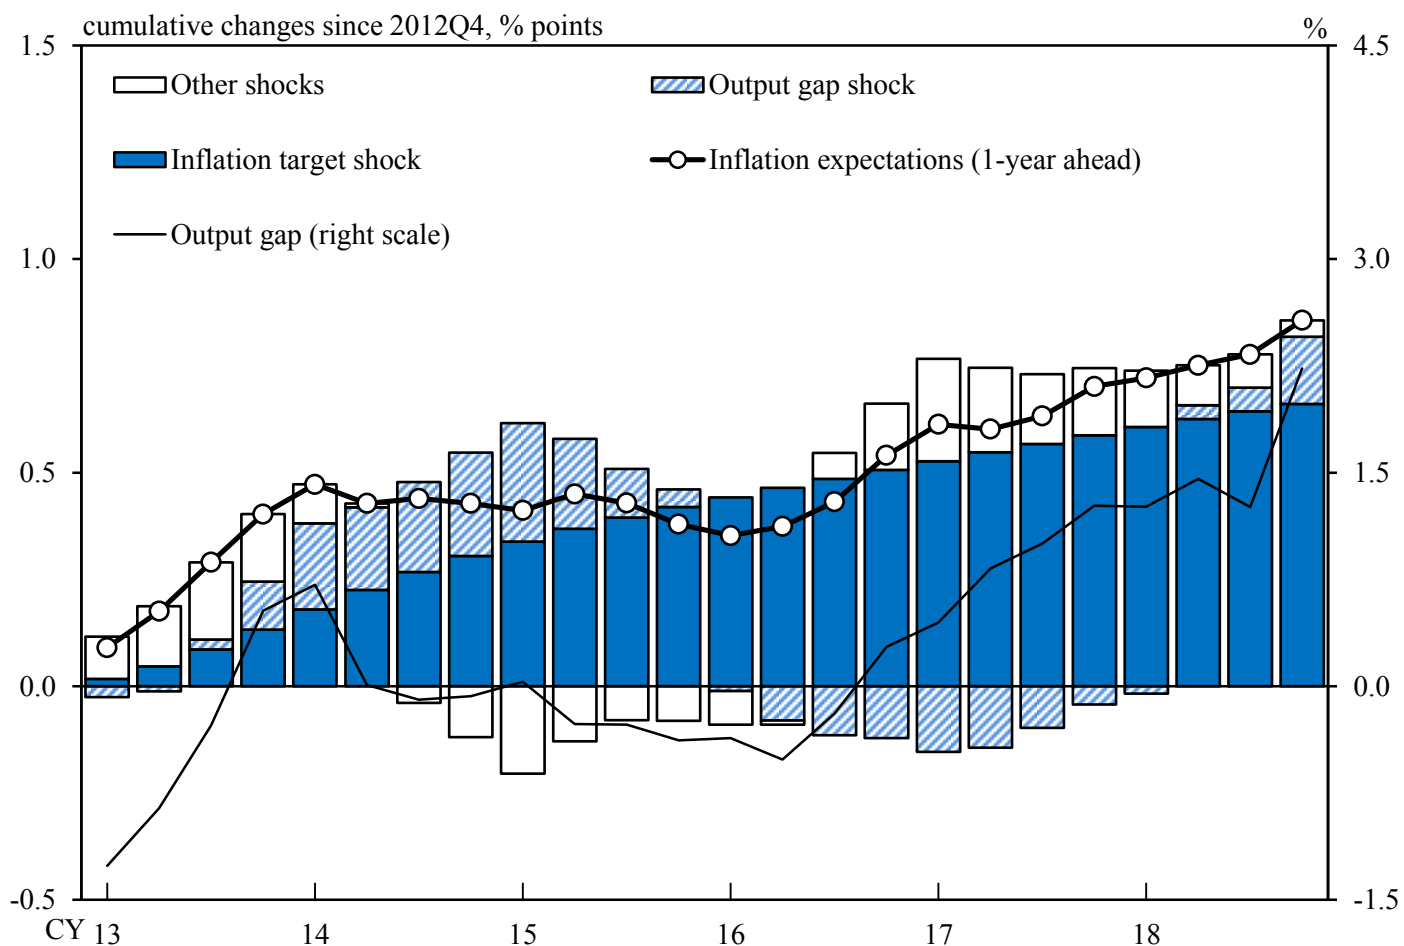 cumulative changes since 2012Q4, % points
%
1.5
4.5
Other shocks
Output gap shock
Inflation target shock
Inflation expectations (1-year ahead)
Output gap (right scale)
1.0
3.0
0.5
1.5
0.0
0.0
-0.5
-1.5
CY 13 14 15 16 17 18